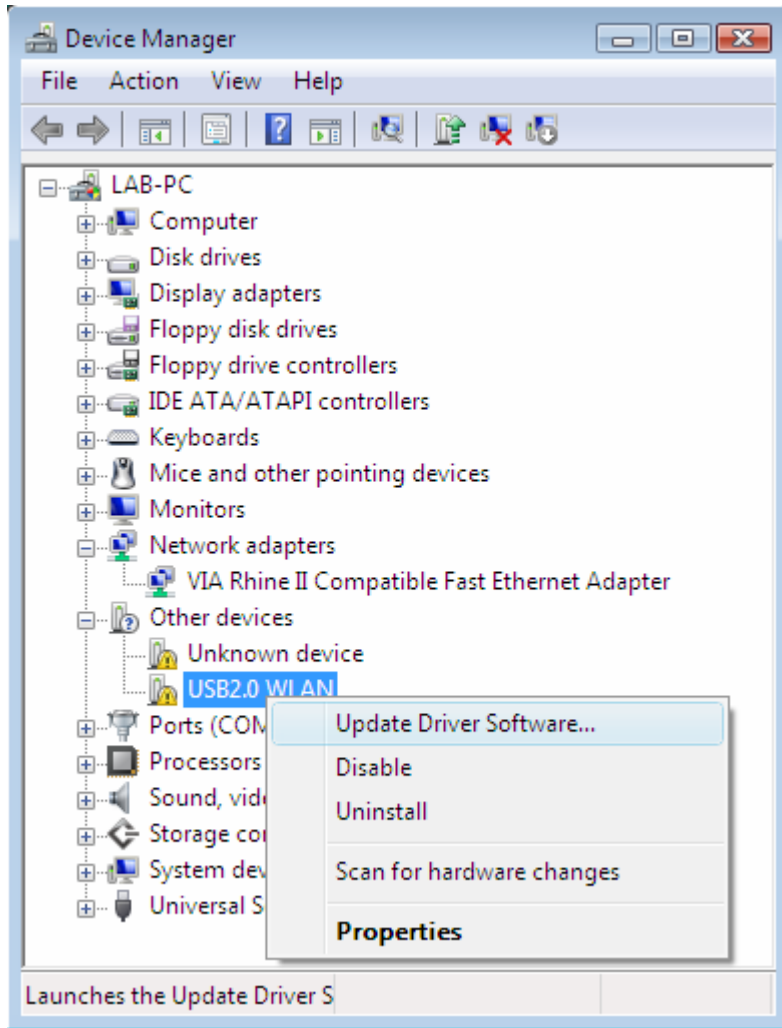 Device Manager
File Action View Help
LAB-PC
Computer
Disk drives
Display adapters
Floppy disk drives
Floppy drive controllers
IDE ATA/ATAPI controllers
Keyboards
Mice and other pointing devices
Monitors
Network adapters
VIA Rhine II Compatible Fast Ethernet Adapter
Other devices
Unknown device
USB2.0 WLAN
Ports (COM
Processors
Sound, vide
Storage con
System dev
Universal S
Update Driver Software...
Disable
Uninstall
Scan for hardware changes
Properties
Launches the Update Driver S